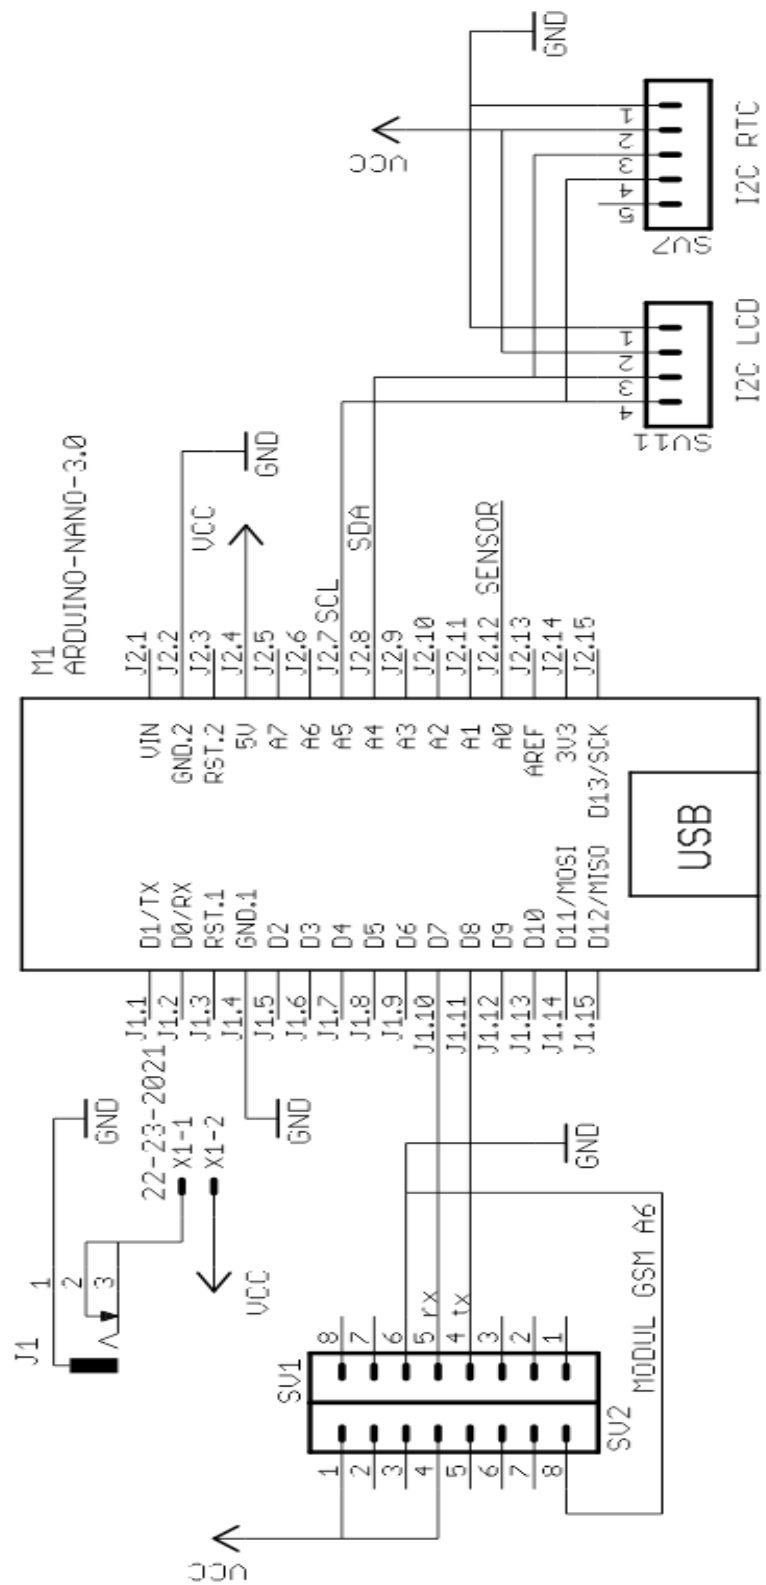 GND
VCC
1
2
3
4
5
SV7
I2C RTC
1
2
3
4
SV11
I2C LCD
M1
ARDUINO-NANO-3.0
GND
VCC
SCL
SDA
SENSOR
J2.1
J2.2
J2.3
J2.4
J2.5
J2.6
J2.7
J2.8
J2.9
J2.10
J2.11
J2.12
J2.13
J2.14
J2.15
VIN
GND.2
RST.2
5V
A7
A6
A5
A4
A3
A2
A1
A0
AREF
3V3
D13/SCK
USB
D1/TX
D0/RX
RST.1
GND.1
D2
D3
D4
D5
D6
D7
D8
D9
D10
D11/MOSI
D12/MISO
J1.1
J1.2
J1.3
J1.4
J1.5
J1.6
J1.7
J1.8
J1.9
J1.10
J1.11
J1.12
J1.13
J1.14
J1.15
GND
22-23-2021
X1-1
X1-2
GND
GND
J1
1
2
3
VCC
rx
tx
8
7
6
5
4
3
2
1
SV1
SV2
MODUL GSM A6
1
2
3
4
5
6
7
8
VCC